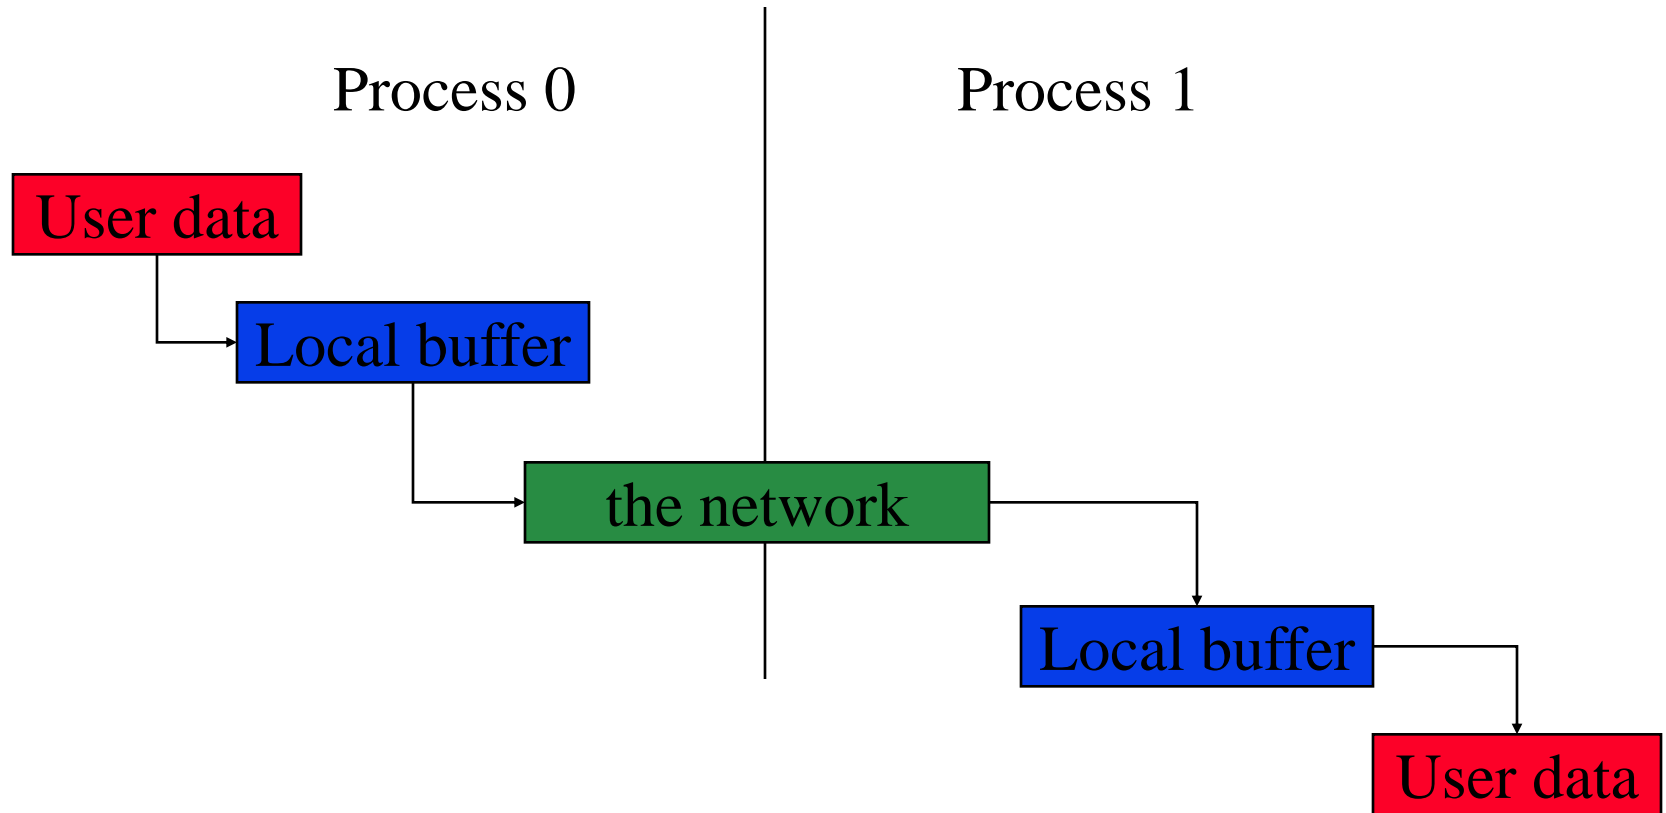 Process 0
Process 1
User data
Local buffer
the network
Local buffer
User data